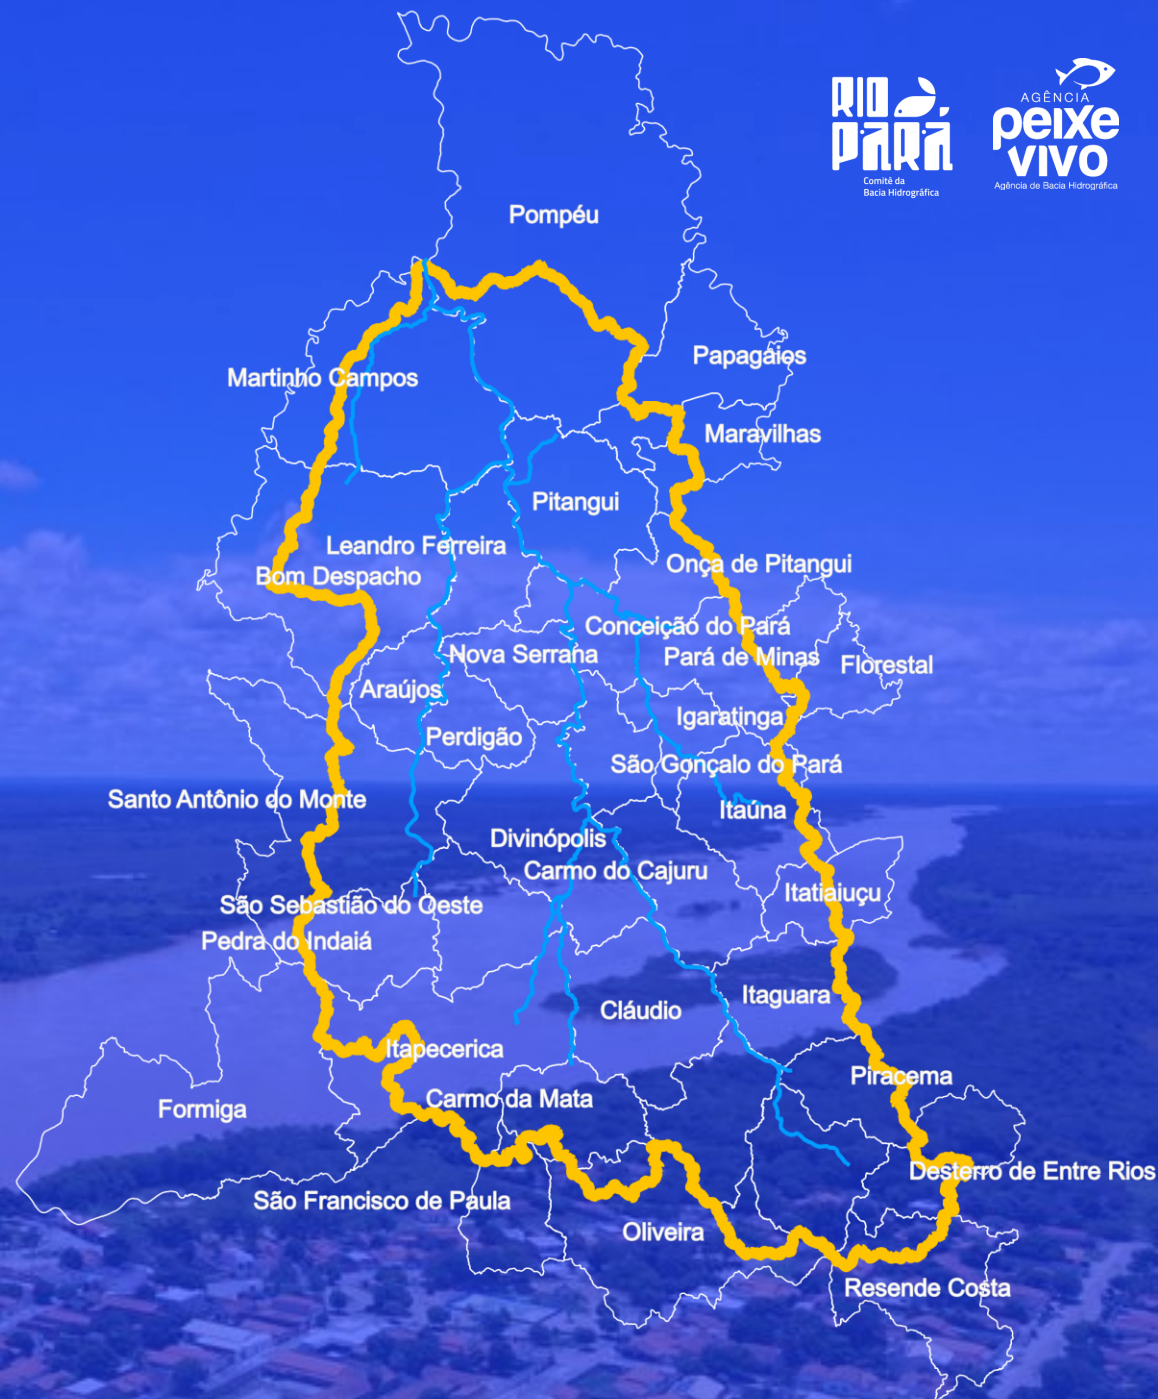 RIO
PARÁ
Comitê da
Bacia Hidrográfica
AGÊNCIA
peixe
vivo
Agência de Bacia Hidrográfica
Pompéu
Papagaios
Martinho Campos
Maravilhas
Pitangui
Leandro Ferreira
Onça de Pitangui
Bom Despacho
Conceição do Pará
Nova Serrana
Pará de Minas
Florestal
Araújos
Igaratinga
Perdigão
São Gonçalo do Pará
Santo Antônio do Monte
Itaúna
Divinópolis
Carmo do Cajuru
Itatiaiuçu
São Sebastião do Oeste
Pedra do Indaiá
Itaguara
Cláudio
Itapecerica
Piracema
Carmo da Mata
Formiga
Desterro de Entre Rios
São Francisco de Paula
Oliveira
Resende Costa